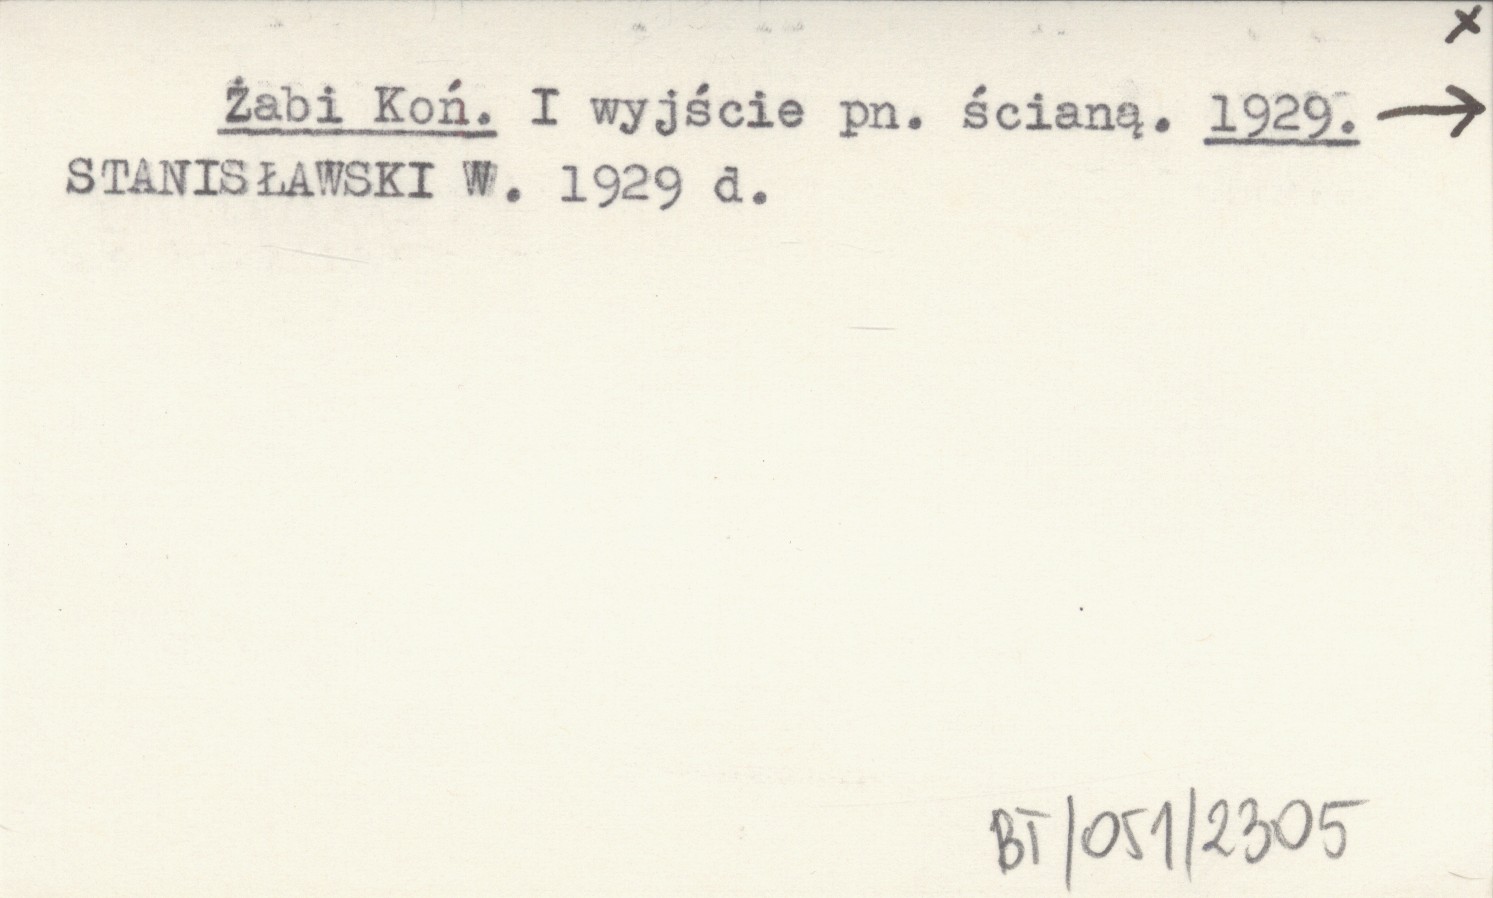 x
Żabi Koń. I wyjście pn. ścianą. 1929. →
STANISŁAWSKI W. 1929 d.
BT/051/2305